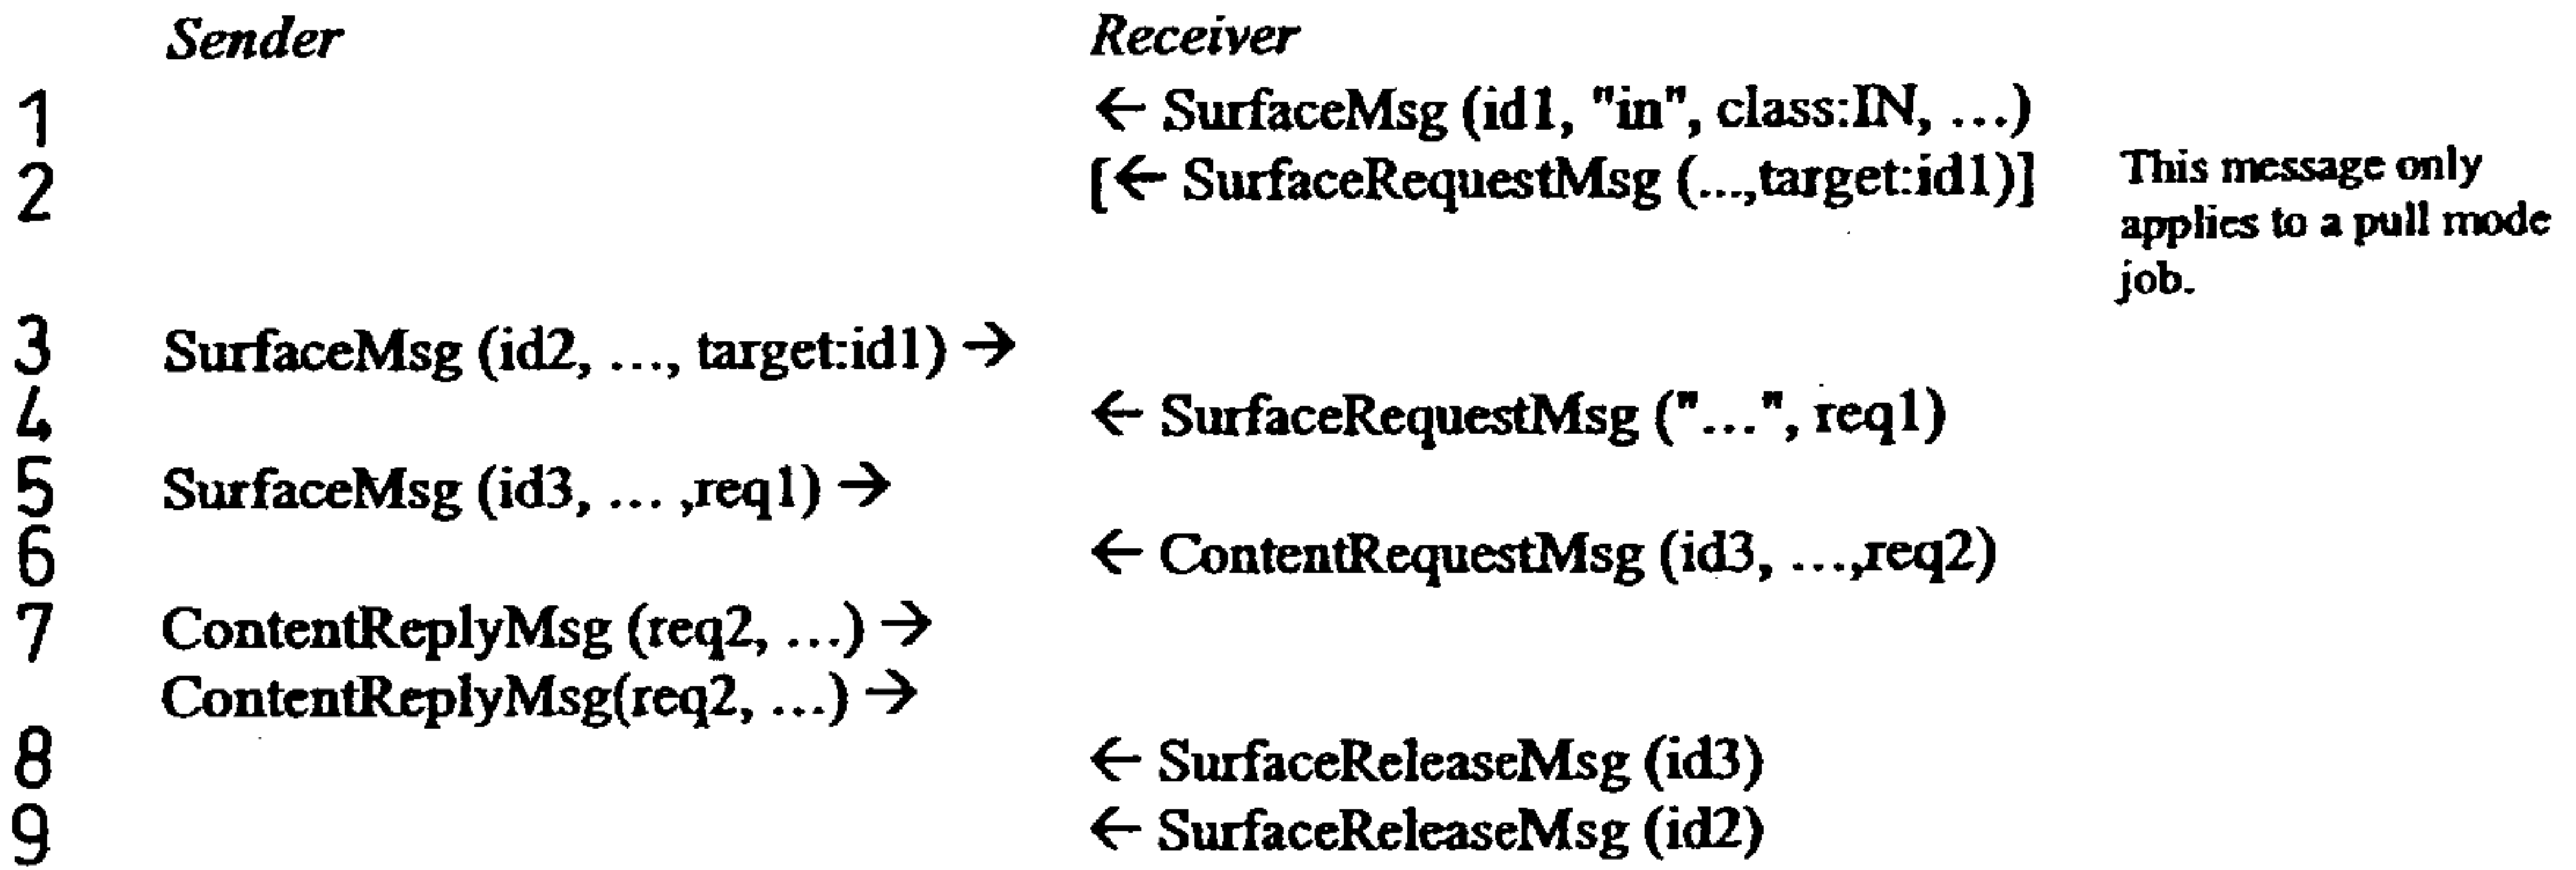 Sender Receiver
1 ← SurfaceMsg (id1, "in", class:IN, ...)
2 [← SurfaceRequestMsg (...,target:id1)] This message only
applies to a pull mode
job.
3 SurfaceMsg (id2, ..., target:id1) →
4 ← SurfaceRequestMsg ("...", req1)
5 SurfaceMsg (id3, ... ,req1) →
6 ← ContentRequestMsg (id3, ...,req2)
7 ContentReplyMsg (req2, ...) →
ContentReplyMsg(req2, ...) →
8 ← SurfaceReleaseMsg (id3)
9 ← SurfaceReleaseMsg (id2)